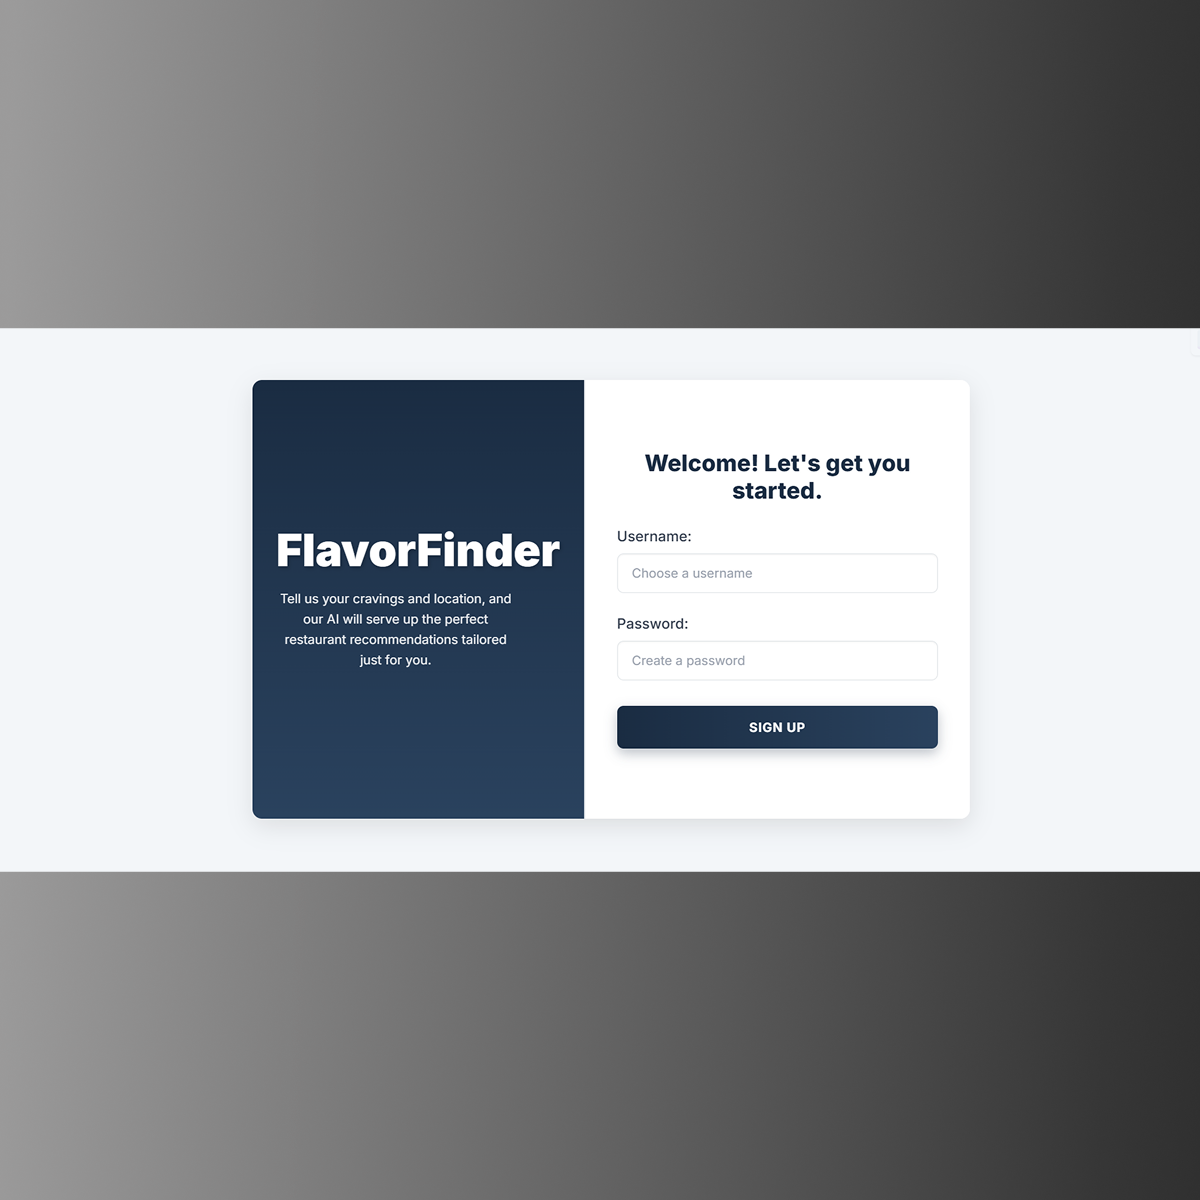 FlavorFinder
Tell us your cravings and location, and
our AI will serve up the perfect
restaurant recommendations tailored
just for you.
Welcome! Let's get you
started.
Username:
Choose a username
Password:
Create a password
SIGN UP